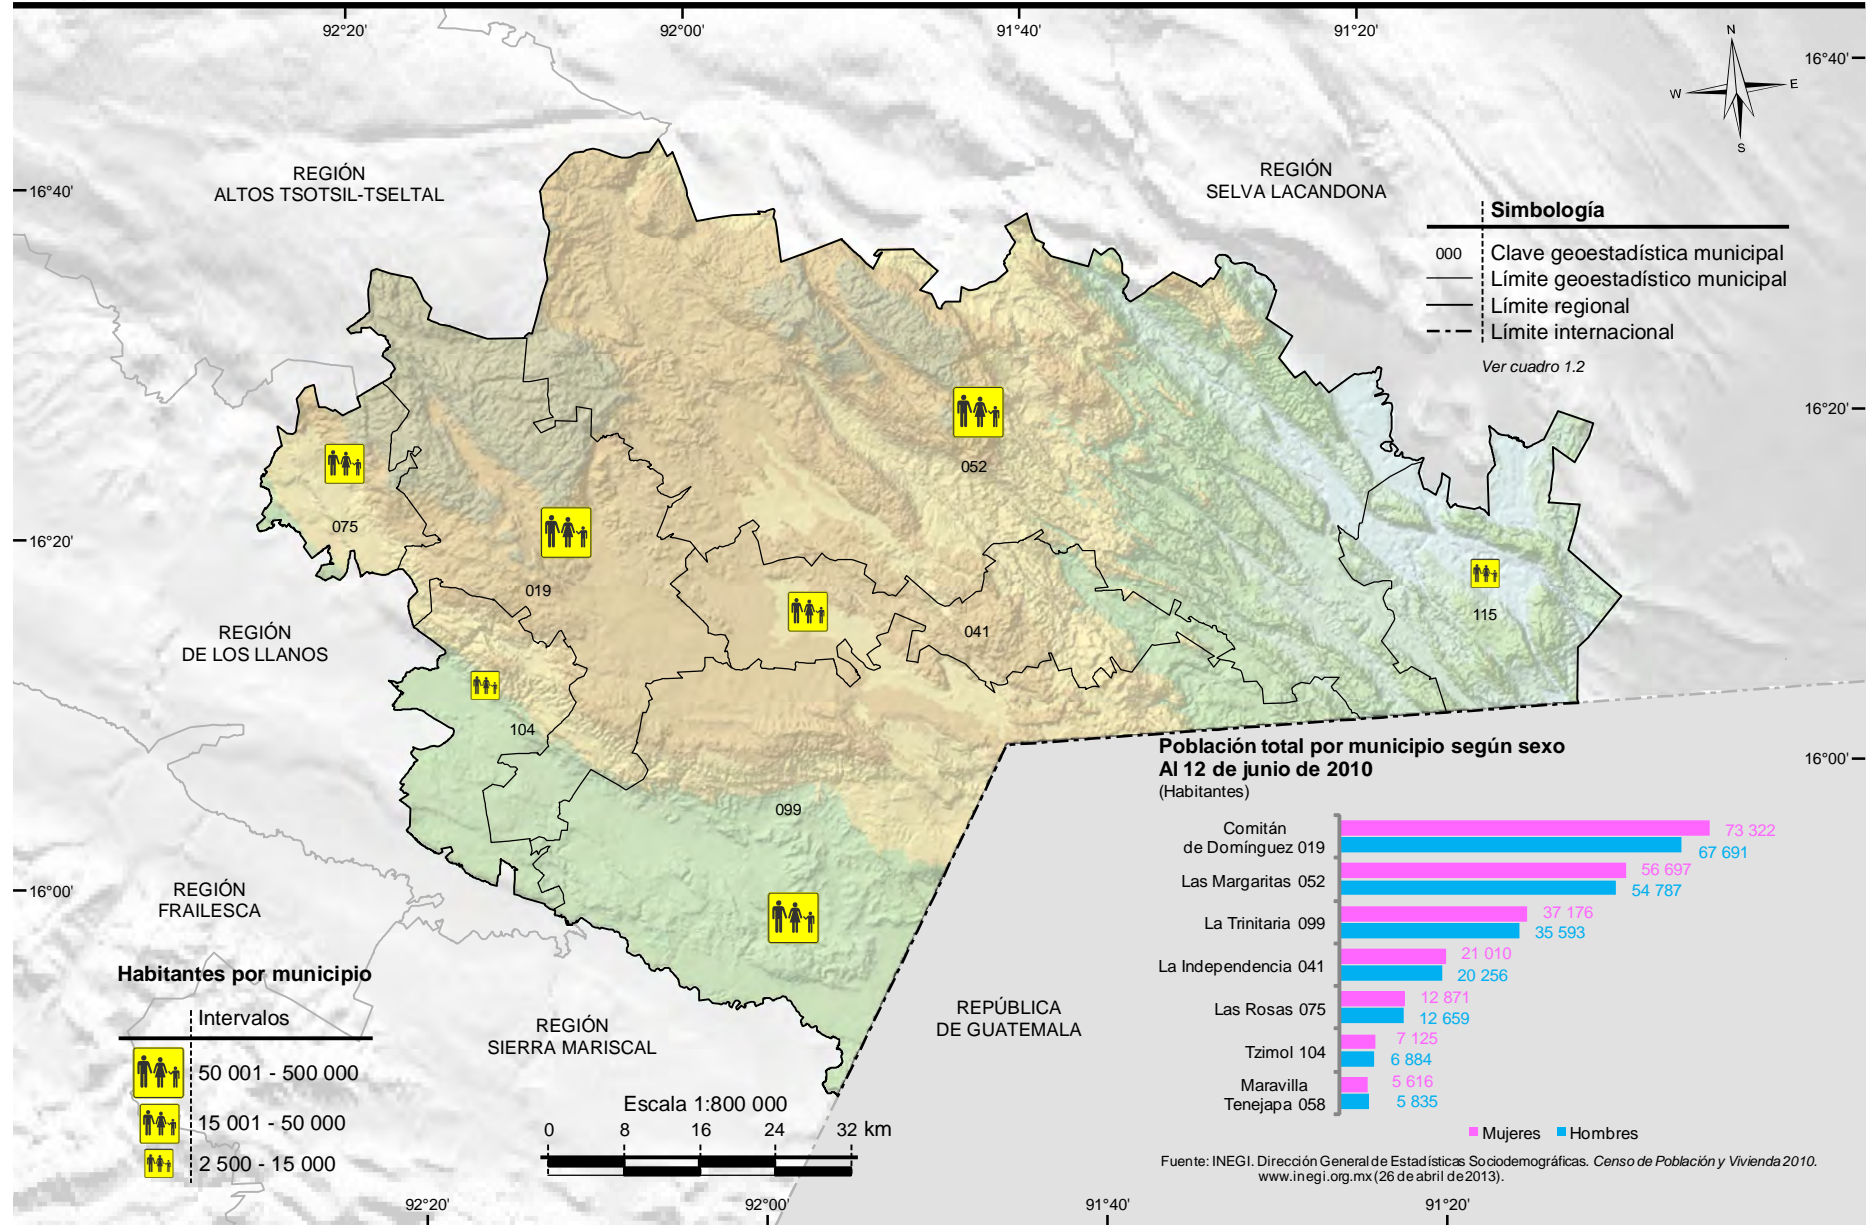 92°20'
92°00'
91°40'
91°20'
N
16°40'
W
E
S
REGIÓN
ALTOS TSOTSIL-TSELTAL
16°40'
REGIÓN
SELVA LACANDONA
Simbología
000 Clave geoestadística municipal
Límite geoestadístico municipal
Límite regional
Límite internacional
Ver cuadro 1.2
16°20'
052
075
16°20'
019
041
115
REGIÓN
DE LOS LLANOS
104
099
16°00'
Población total por municipio según sexo
Al 12 de junio de 2010
(Habitantes)
Comitán
de Domínguez 019
73 322
67 691
Las Margaritas 052
56 697
54 787
La Trinitaria 099
37 176
35 593
La Independencia 041
21 010
20 256
Las Rosas 075
12 871
12 659
Tzimol 104
7 125
6 884
Maravilla
Tenejapa 058
5 616
5 835
Mujeres Hombres
Fuente: INEGI. Dirección General de Estadísticas Sociodemográficas. Censo de Población y Vivienda 2010.
www.inegi.org.mx (26 de abril de 2013).
16°00'
REGIÓN
FRAILESCA
REPÚBLICA
DE GUATEMALA
REGIÓN
SIERRA MARISCAL
Habitantes por municipio
Intervalos
50 001 - 500 000
15 001 - 50 000
2 500 - 15 000
Escala 1:800 000
0 8 16 24 32 km
92°20'
92°00'
91°40'
91°20'